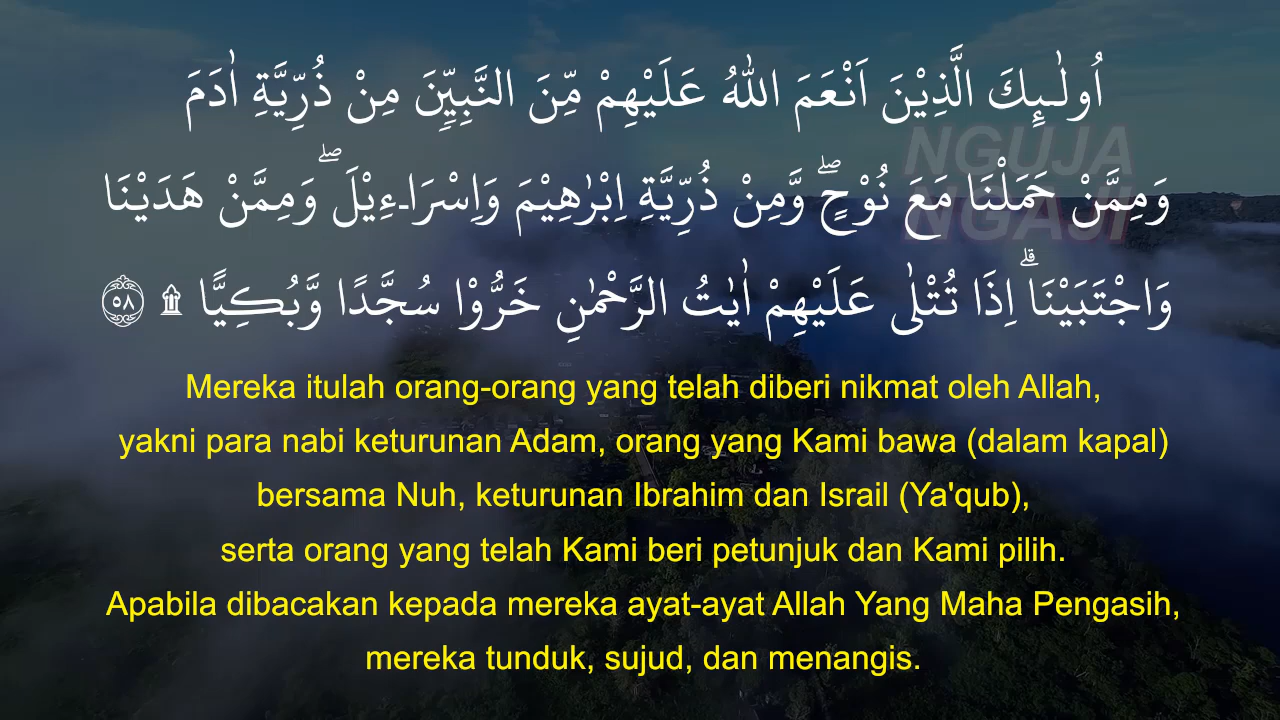 اُولٰۤىِٕكَ الَّذِيْنَ اَنْعَمَ اللّٰهُ عَلَيْهِمْ مِّنَ النَّبِيّٖنَ مِنْ ذُرِّيَّةِ اٰدَمَ
وَمِمَّنْ حَمَلْنَا مَعَ نُوْحٍۖ وَّمِنْ ذُرِّيَّةِ اِبْرٰهِيْمَ وَاِسْرَاۤءِيْلَ ۖ وَمِمَّنْ هَدَيْنَا
وَاجْتَبَيْنَاۗ اِذَا تُتْلٰى عَلَيْهِمْ اٰيٰتُ الرَّحْمٰنِ خَرُّوْا سُجَّدًا وَّبُكِيًّا ۩ ٥٨
NGUJA
NGAJI
Mereka itulah orang-orang yang telah diberi nikmat oleh Allah,
yakni para nabi keturunan Adam, orang yang Kami bawa (dalam kapal)
bersama Nuh, keturunan Ibrahim dan Israil (Ya'qub),
serta orang yang telah Kami beri petunjuk dan Kami pilih.
Apabila dibacakan kepada mereka ayat-ayat Allah Yang Maha Pengasih,
mereka tunduk, sujud, dan menangis.